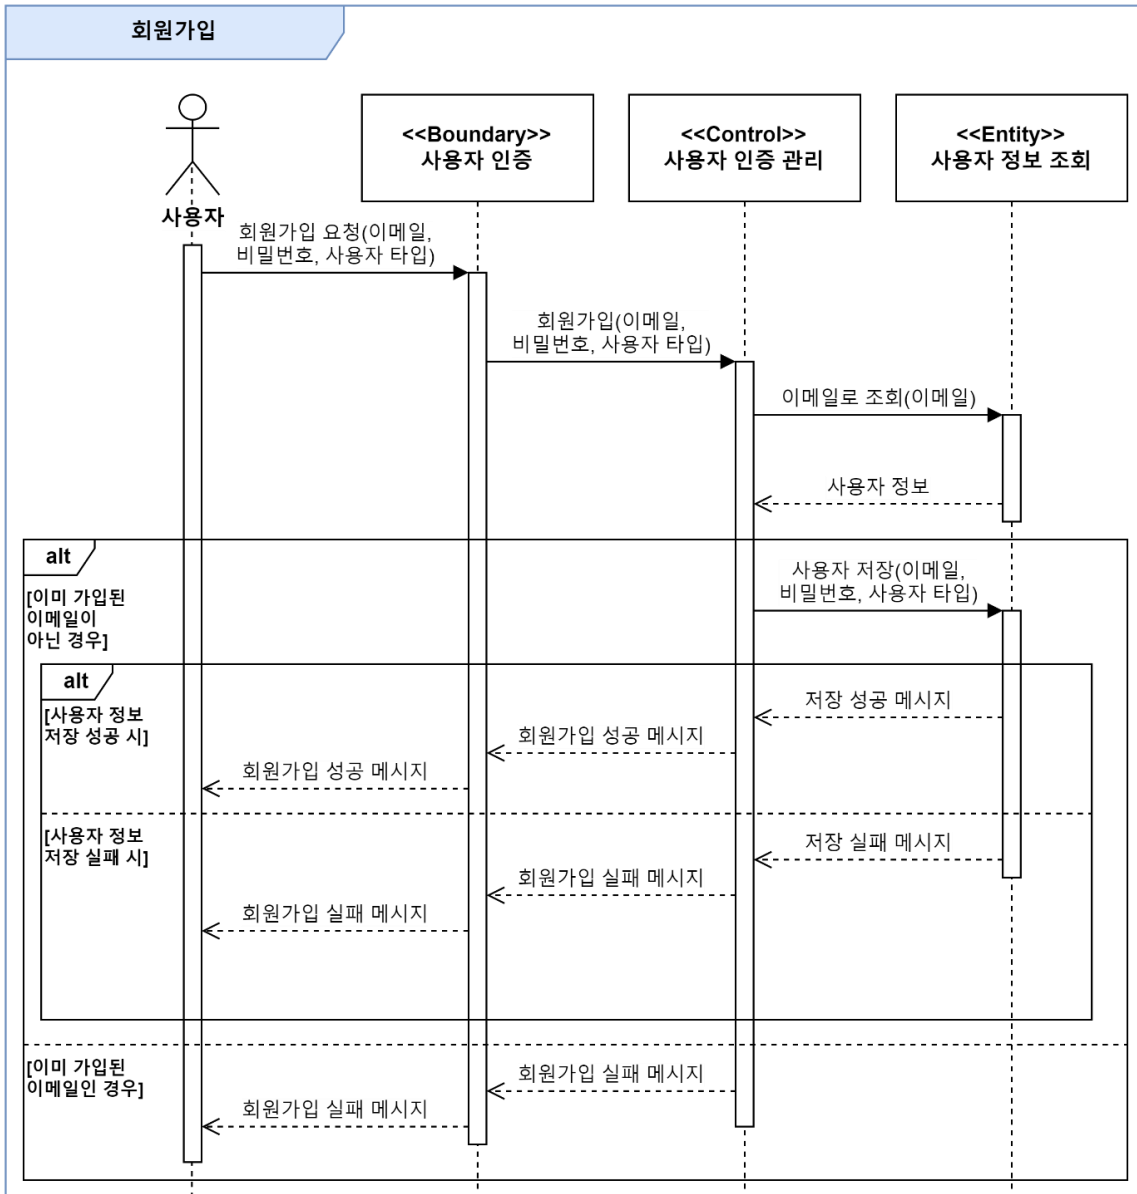 회원가입
<<Boundary>>
사용자 인증
<<Control>>
사용자 인증 관리
<<Entity>>
사용자 정보 조회
사용자
회원가입 요청(이메일,
비밀번호, 사용자 타입)
회원가입(이메일,
비밀번호, 사용자 타입)
이메일로 조회(이메일)
사용자 정보
alt
[이미 가입된
이메일이
아닌 경우]
사용자 저장(이메일,
비밀번호, 사용자 타입)
alt
[사용자 정보
저장 성공 시]
저장 성공 메시지
회원가입 성공 메시지
회원가입 성공 메시지
[사용자 정보
저장 실패 시]
저장 실패 메시지
회원가입 실패 메시지
회원가입 실패 메시지
[이미 가입된
이메일인 경우]
회원가입 실패 메시지
회원가입 실패 메시지